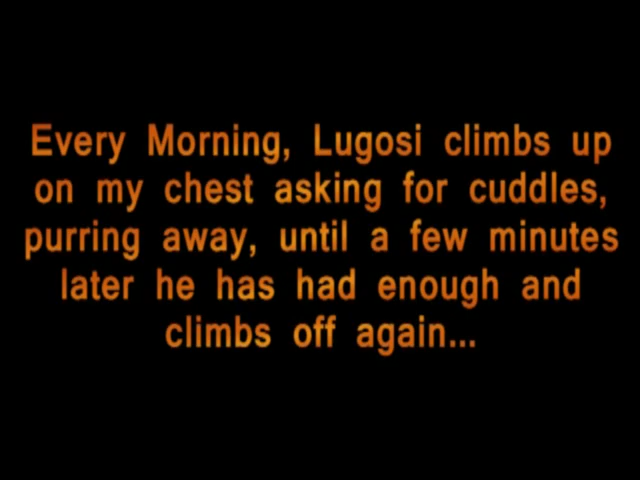 Every Morning, Lugosi climbs up
on my chest asking for cuddles,
purring away, until a few minutes
later he has had enough and
climbs off again...